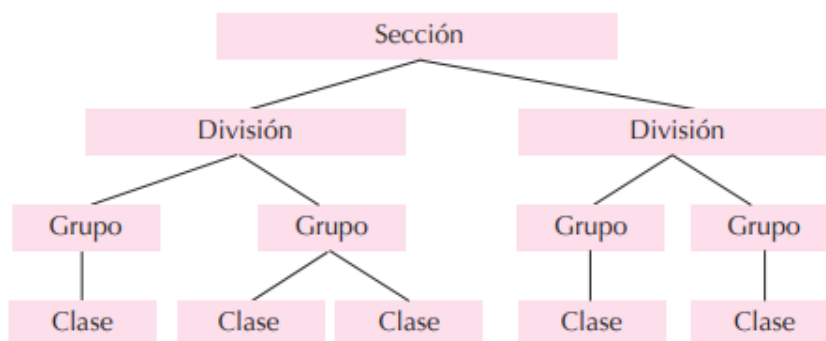 Sección
División División
Grupo Grupo Grupo Grupo
Clase Clase Clase Clase Clase